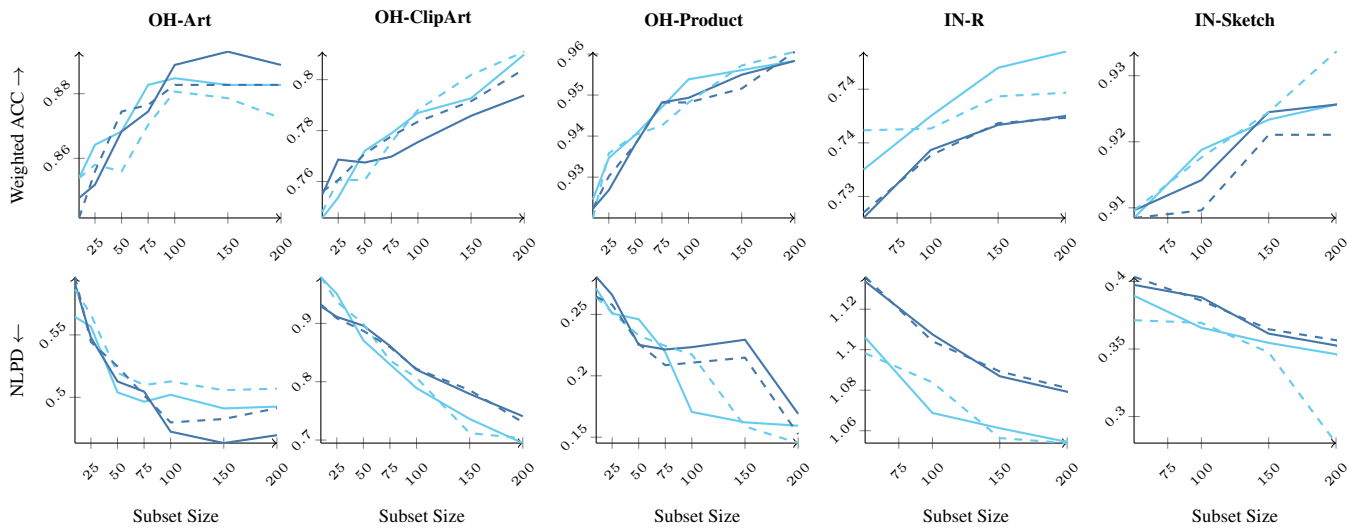 OH-Art OH-ClipArt OH-Product IN-R IN-Sketch
Weighted ACC →
0.88
0.86
25 50 75 100 150 200
0.8
0.78
0.76
25 50 75 100 150 200
0.96
0.95
0.94
0.93
25 50 75 100 150 200
0.74
0.74
0.73
75 100 150 200
0.93
0.92
0.91
75 100 150 200
NLPD ←
0.55
0.5
25 50 75 100 150 200
0.9
0.8
0.7
25 50 75 100 150 200
0.25
0.2
0.15
25 50 75 100 150 200
1.12
1.1
1.08
1.06
75 100 150 200
0.4
0.35
0.3
75 100 150 200
Subset Size Subset Size Subset Size Subset Size Subset Size